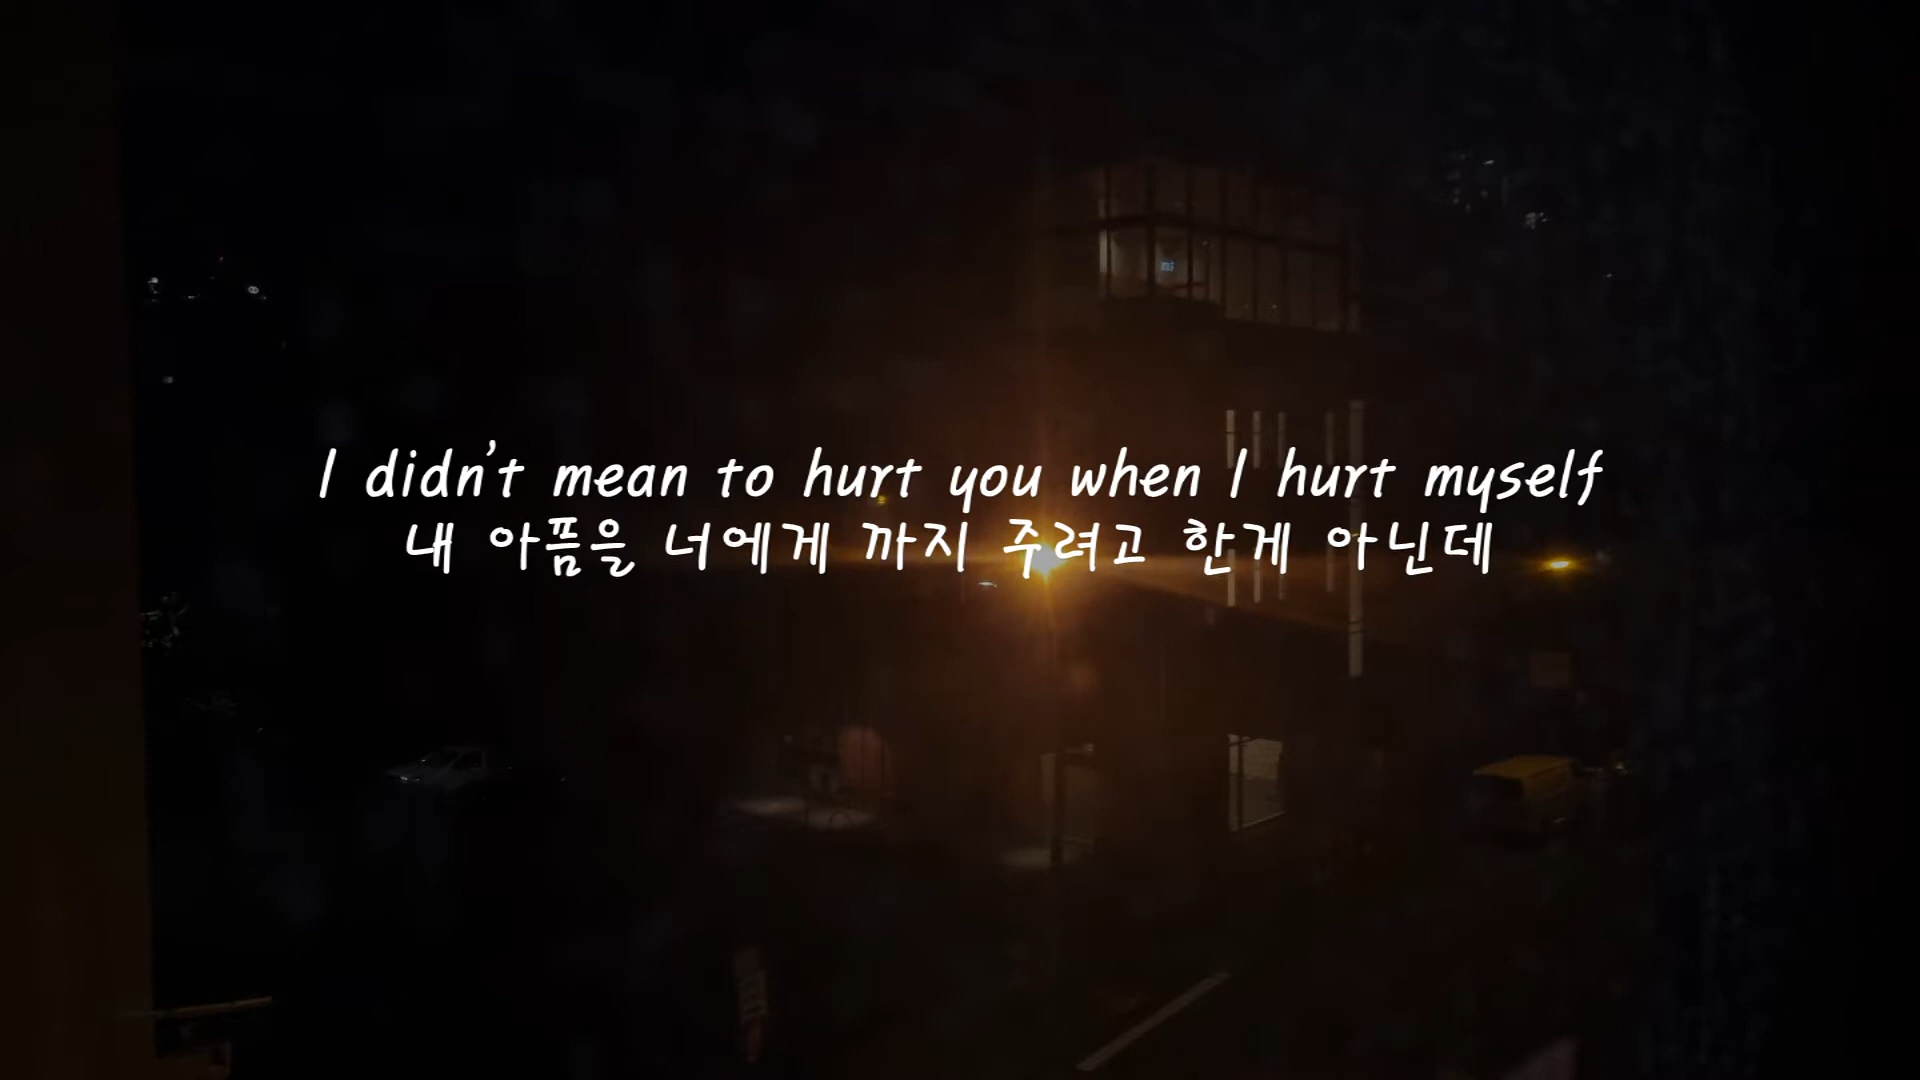 I didn't mean to hurt you when I hurt myself
내 아픔을 너에게 까지 주려고 한게 아닌데